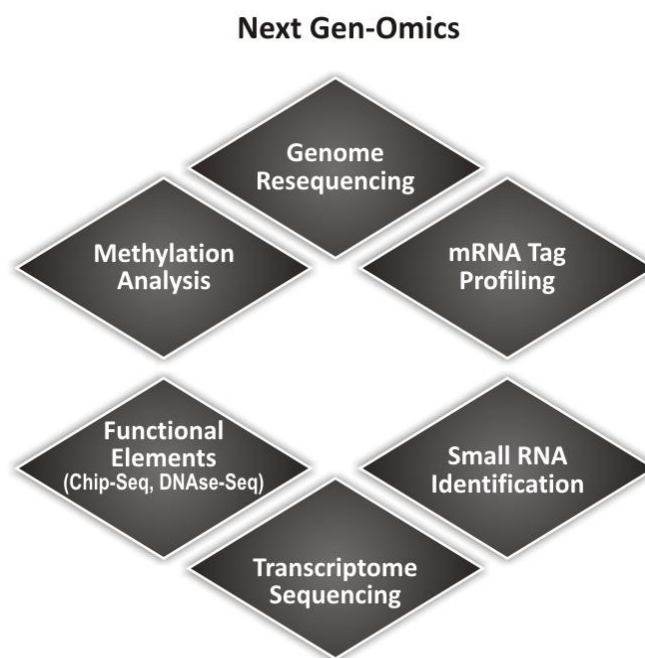 Next Gen-Omics
Genome
Resequencing
Methylation
Analysis
mRNA Tag
Profiling
Functional
Elements
(Chip-Seq, DNAse-Seq)
Small RNA
Identification
Transcriptome
Sequencing